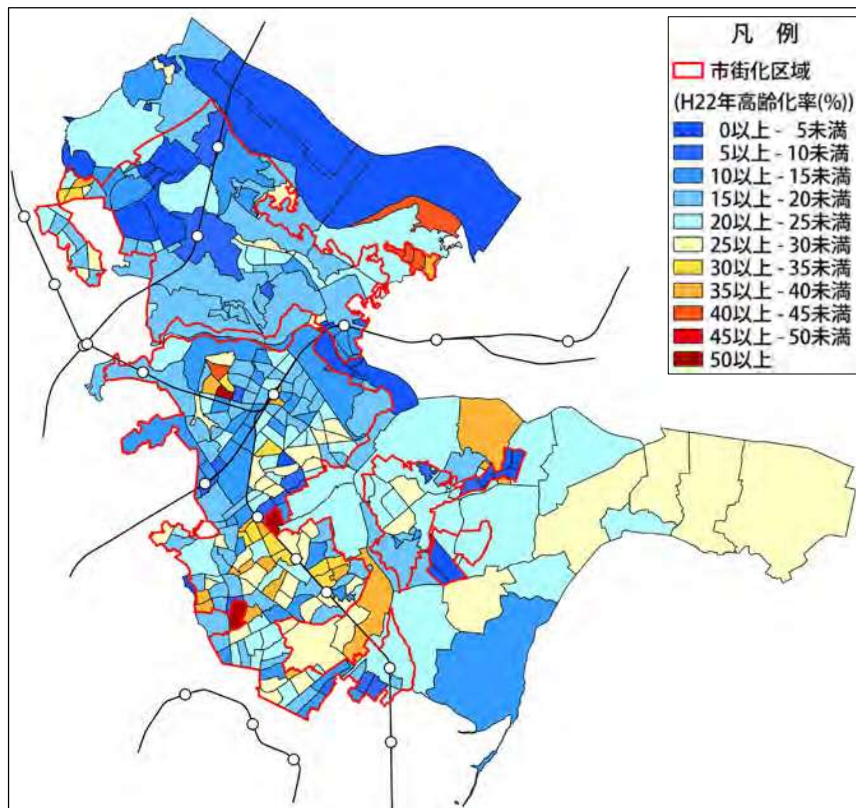 凡 例
市街化区域
(H22年高齢化率(%))
0以上 - 5未満
5以上 - 10未満
10以上 - 15未満
15以上 - 20未満
20以上 - 25未満
25以上 - 30未満
30以上 - 35未満
35以上 - 40未満
40以上 - 45未満
45以上 - 50未満
50以上